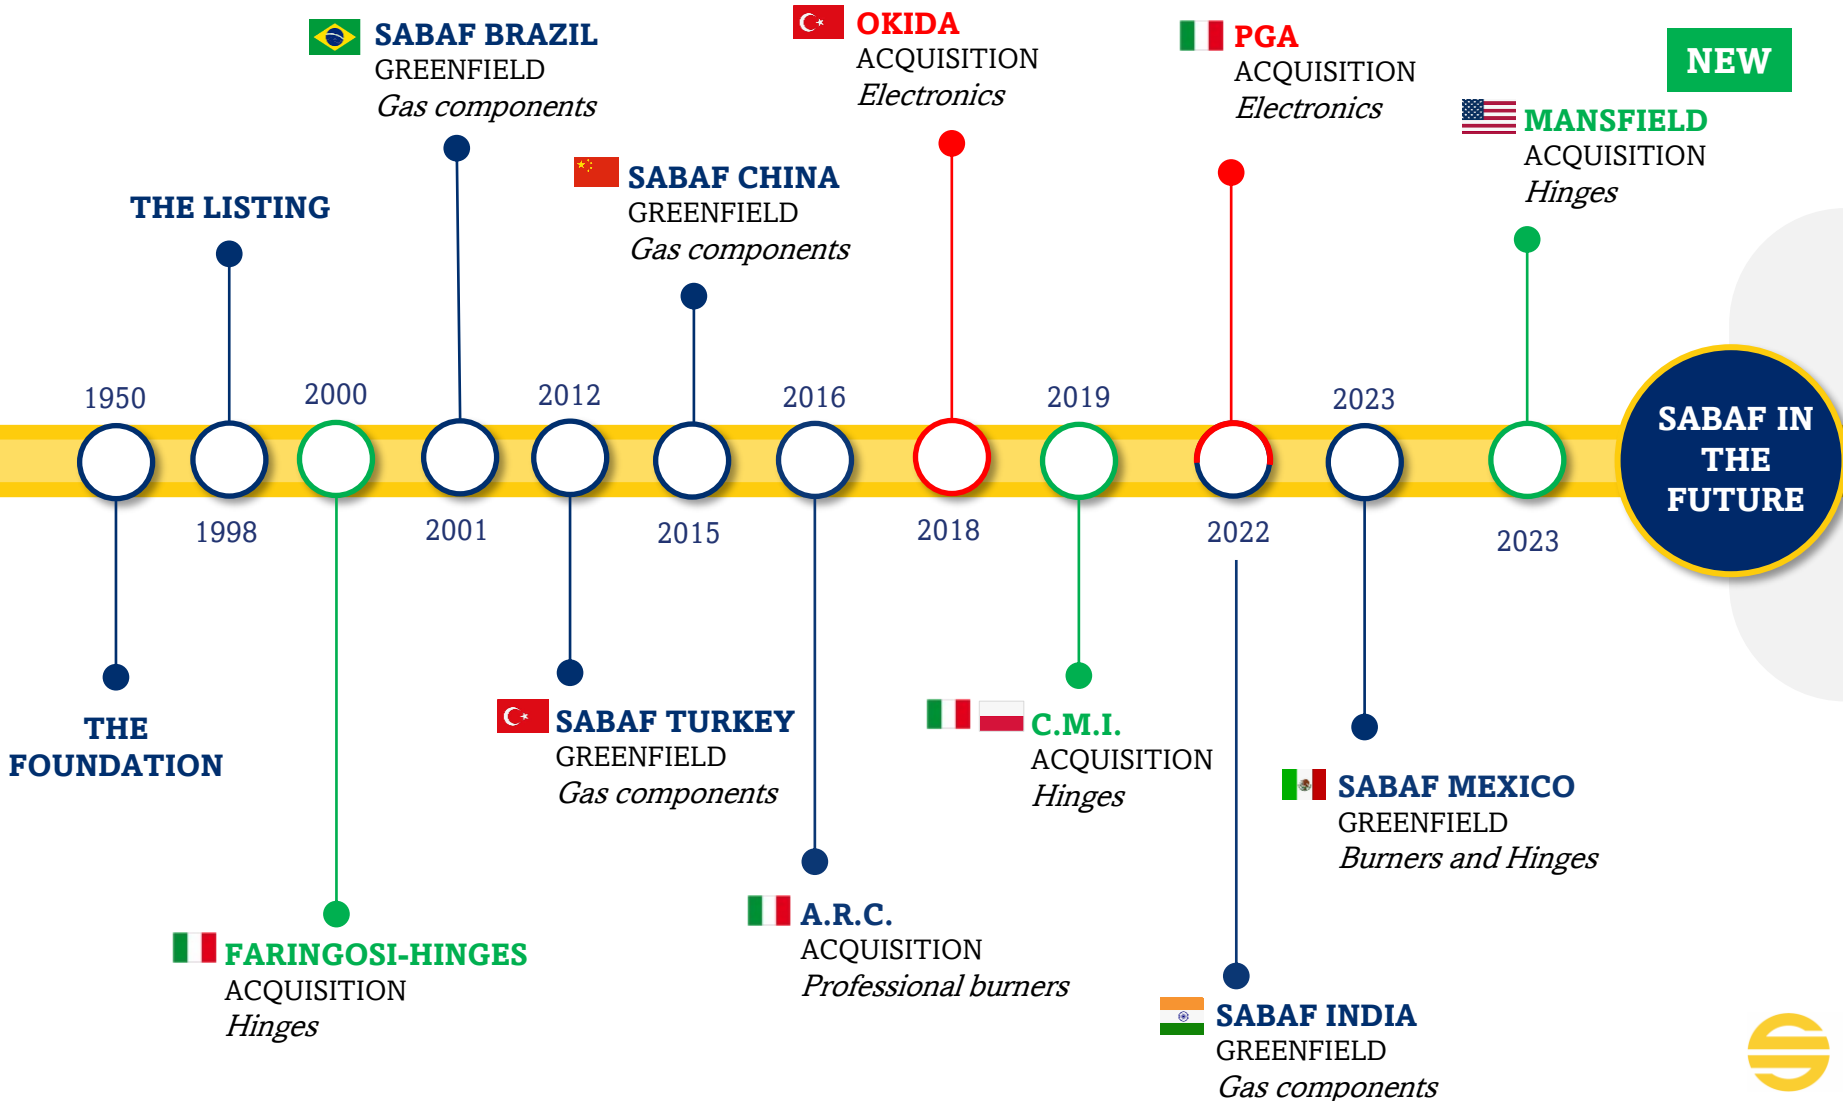 SABAF BRAZIL
GREENFIELD
Gas components
OKIDA
ACQUISITION
Electronics
PGA
ACQUISITION
Electronics
NEW
MANSFIELD
ACQUISITION
Hinges
THE LISTING
SABAF CHINA
GREENFIELD
Gas components
1950
2000
2012
2016
2019
2023
SABAF IN
THE
FUTURE
1998
2001
2015
2018
2022
2023
THE
FOUNDATION
SABAF TURKEY
GREENFIELD
Gas components
C.M.I.
ACQUISITION
Hinges
SABAF MEXICO
GREENFIELD
Burners and Hinges
FARINGOSI-HINGES
ACQUISITION
Hinges
A.R.C.
ACQUISITION
Professional burners
SABAF INDIA
GREENFIELD
Gas components